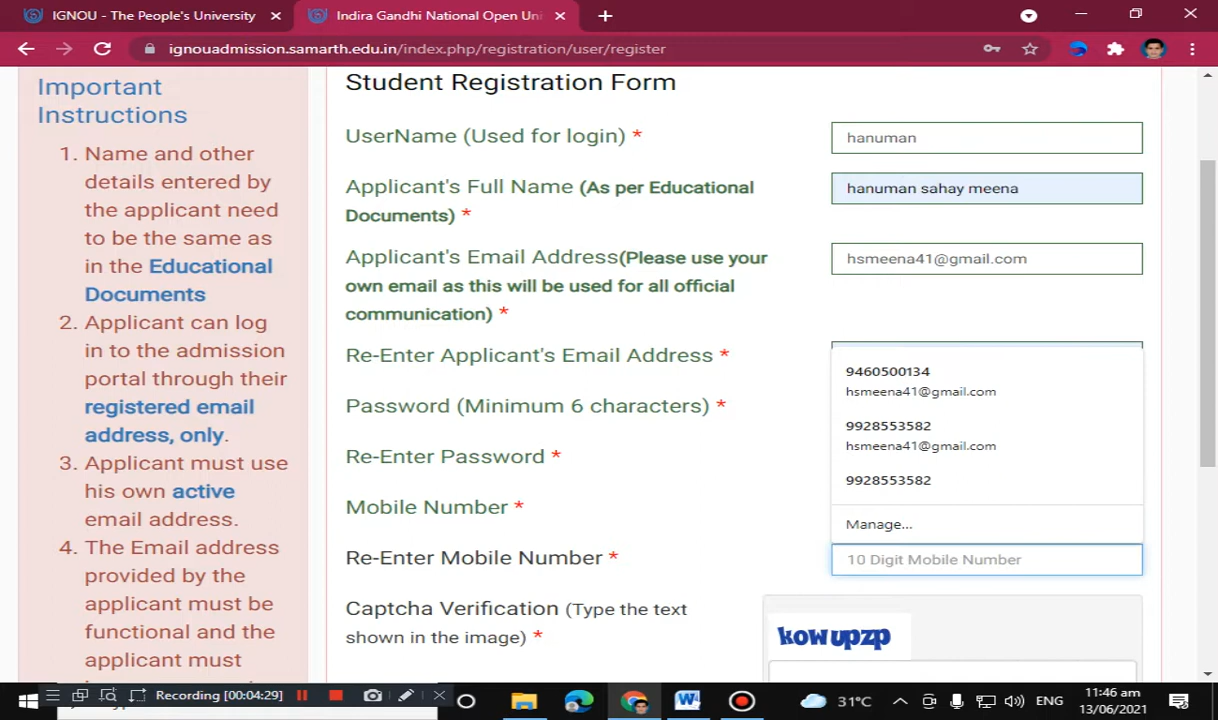 IGNOU - The People's University
Indira Gandhi National Open Uni
ignouadmission.samarth.edu.in/index.php/registration/user/register
Important
Instructions
1. Name and other
details entered by
the applicant need
to be the same as
in the Educational
Documents
2. Applicant can log
in to the admission
portal through their
registered email
address, only.
3. Applicant must use
his own active
email address.
4. The Email address
provided by the
applicant must be
functional and the
applicant must
Student Registration Form
UserName (Used for login) *
hanuman
Applicant's Full Name (As per Educational
Documents) *
hanuman sahay meena
Applicant's Email Address(Please use your
own email as this will be used for all official
communication) *
hsmeena41@gmail.com
Re-Enter Applicant's Email Address *
Password (Minimum 6 characters) *
Re-Enter Password *
Mobile Number *
9460500134
hsmeena41@gmail.com
9928553582
hsmeena41@gmail.com
9928553582
Manage...
Re-Enter Mobile Number *
10 Digit Mobile Number
Captcha Verification (Type the text
shown in the image) *
kowupzp
Recording [00:04:29]
31°C
ENG
11:46 am
13/06/2021